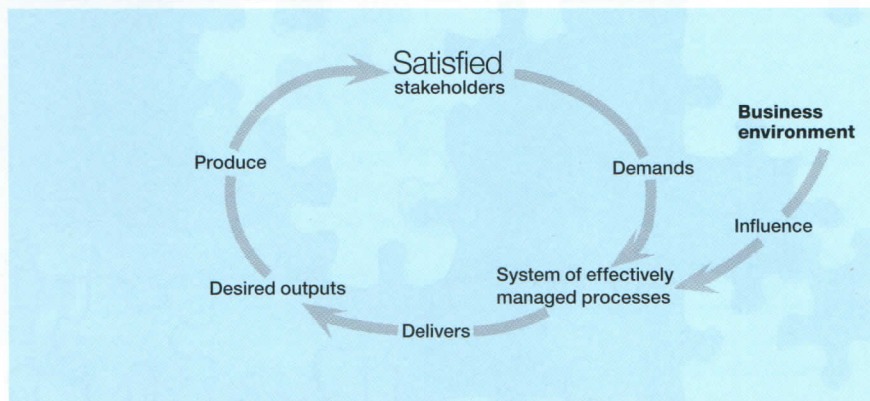 Satisfied
stakeholders
Business
environment
Produce
Demands
Influence
System of effectively
managed processes
Desired outputs
Delivers